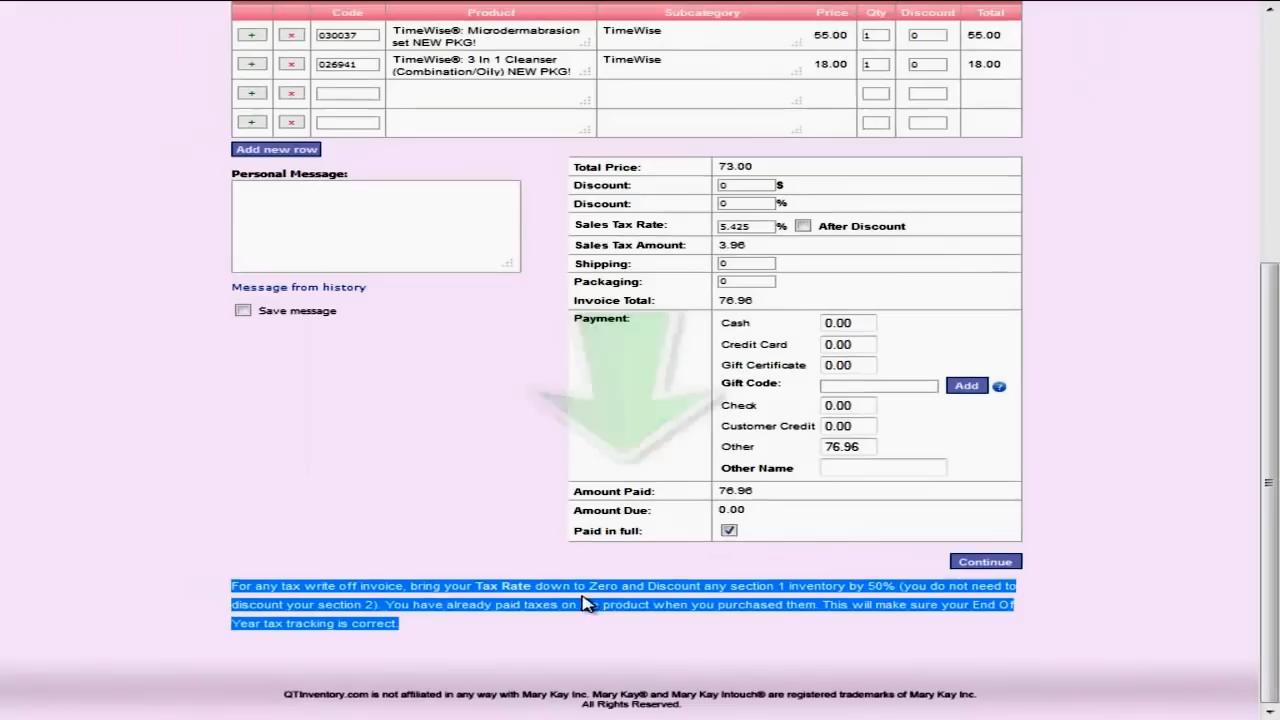 Code Product Subcategory Price Qty Discount Total
+ × 030037 TimeWise®: Microdermabrasion set NEW PKG! TimeWise 55.00 1 0 55.00
+ × 026941 TimeWise®: 3 In 1 Cleanser (Combination/Oily) NEW PKG! TimeWise 18.00 1 0 18.00
+ ×
+ ×
Add new row
Personal Message:
Message from history
Save message
Total Price: 73.00
Discount: 0 $
Discount: 0 %
Sales Tax Rate: 5.425 % After Discount
Sales Tax Amount: 3.96
Shipping: 0
Packaging: 0
Invoice Total: 76.96
Payment: Cash 0.00
Credit Card 0.00
Gift Certificate 0.00
Gift Code: Add ?
Check 0.00
Customer Credit 0.00
Other 76.96
Other Name
Amount Paid: 76.96
Amount Due: 0.00
Paid in full:
Continue
For any tax write off invoice, bring your Tax Rate down to Zero and Discount any section 1 inventory by 50% (you do not need to
discount your section 2). You have already paid taxes on product when you purchased them. This will make sure your End Of
Year tax tracking is correct.
QTInventory.com is not affiliated in any way with Mary Kay Inc. Mary Kay® and Mary Kay Intouch® are registered trademarks of Mary Kay Inc.
All Rights Reserved.